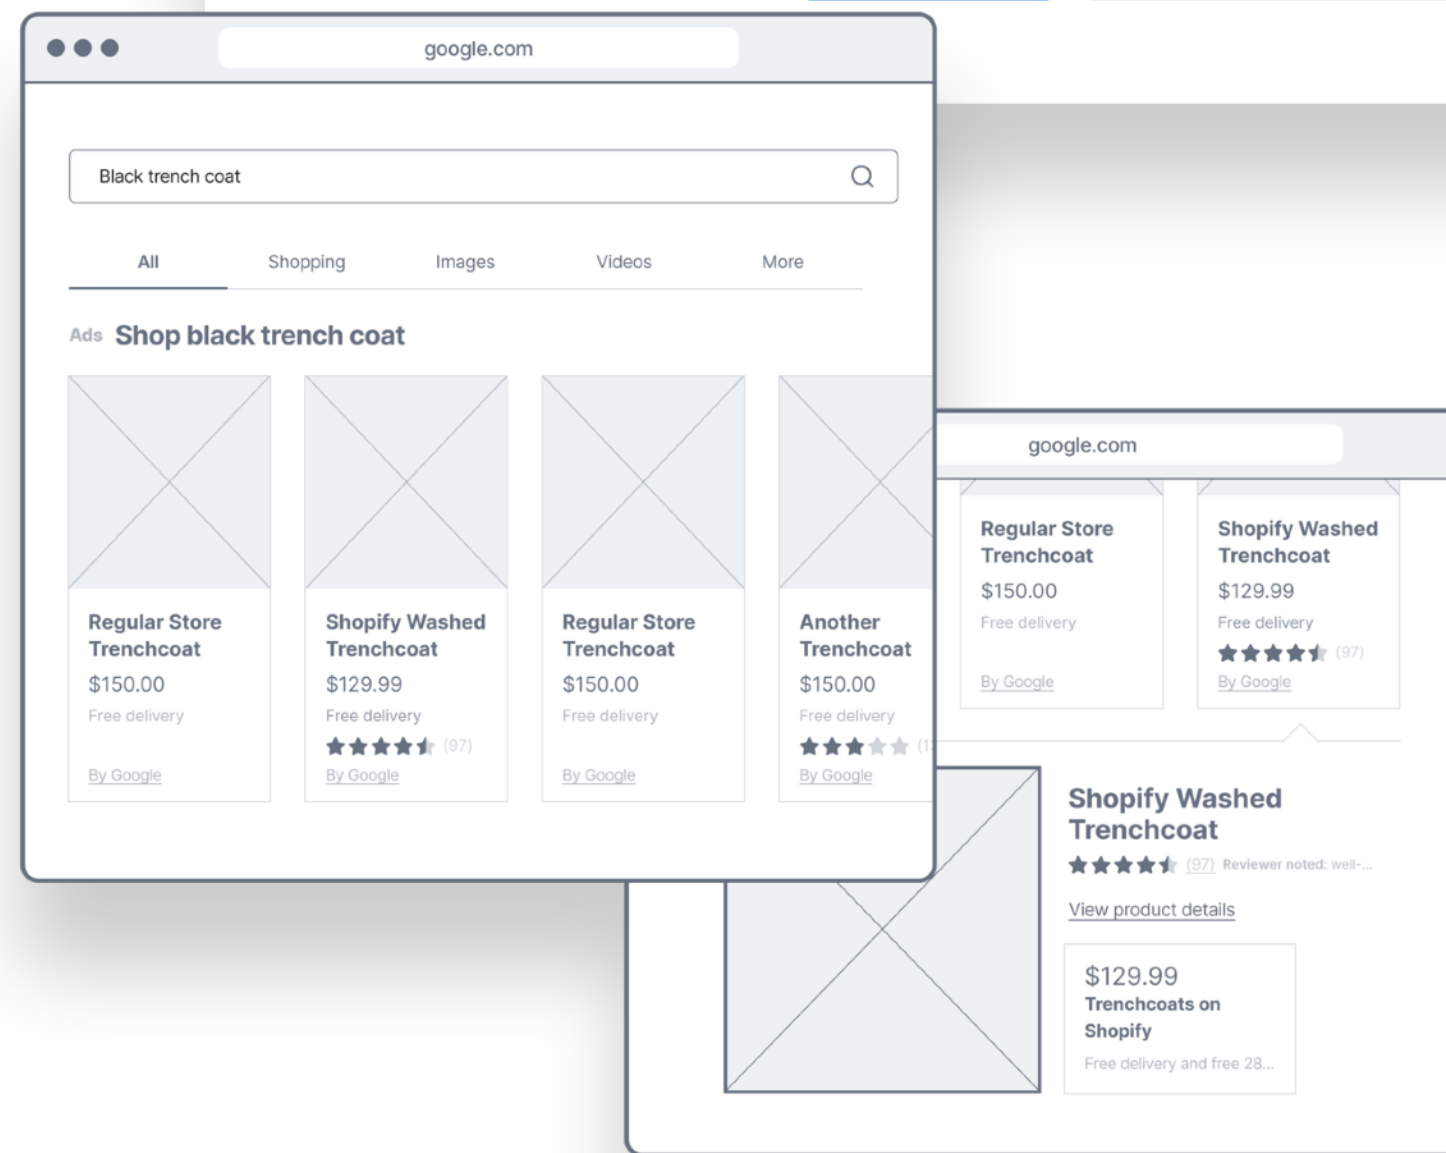 google.com
Black trench coat
All Shopping Images Videos More
Ads Shop black trench coat
Regular Store
Trenchcoat
$150.00
Free delivery
By Google
Shopify Washed
Trenchcoat
$129.99
Free delivery
(97)
By Google
Regular Store
Trenchcoat
$150.00
Free delivery
By Google
Another
Trenchcoat
$150.00
Free delivery
By Google
google.com
Regular Store
Trenchcoat
$150.00
Free delivery
By Google
Shopify Washed
Trenchcoat
$129.99
Free delivery
(97)
By Google
Shopify Washed
Trenchcoat
(97) Reviewer noted: well-...
View product details
$129.99
Trenchcoats on
Shopify
Free delivery and free 28...